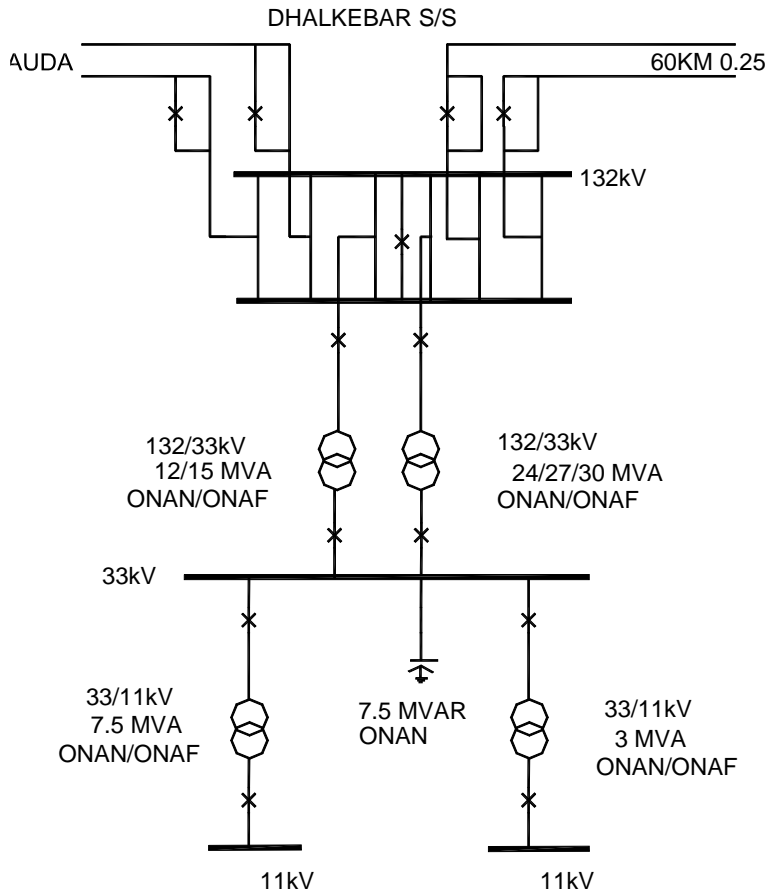 DHALKEBAR S/S
AUDA
60KM 0.25
132kV
132/33kV
12/15 MVA
ONAN/ONAF
132/33kV
24/27/30 MVA
ONAN/ONAF
33kV
33/11kV
7.5 MVA
ONAN/ONAF
7.5 MVAR
ONAN
33/11kV
3 MVA
ONAN/ONAF
11kV
11kV